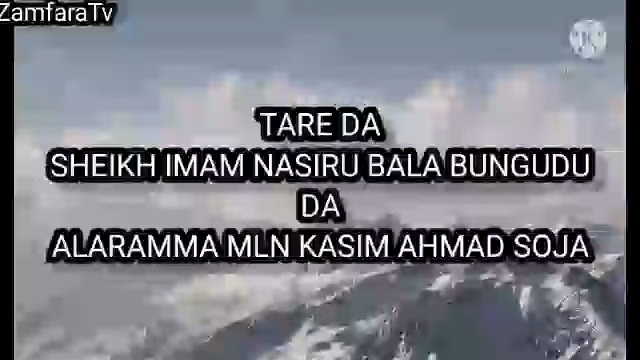 ZamfaraTv
TARE DA
SHEIKH IMAM NASIRU BALA BUNGUDU
DA
ALARAMMA MLN KASIM AHMAD SOJA